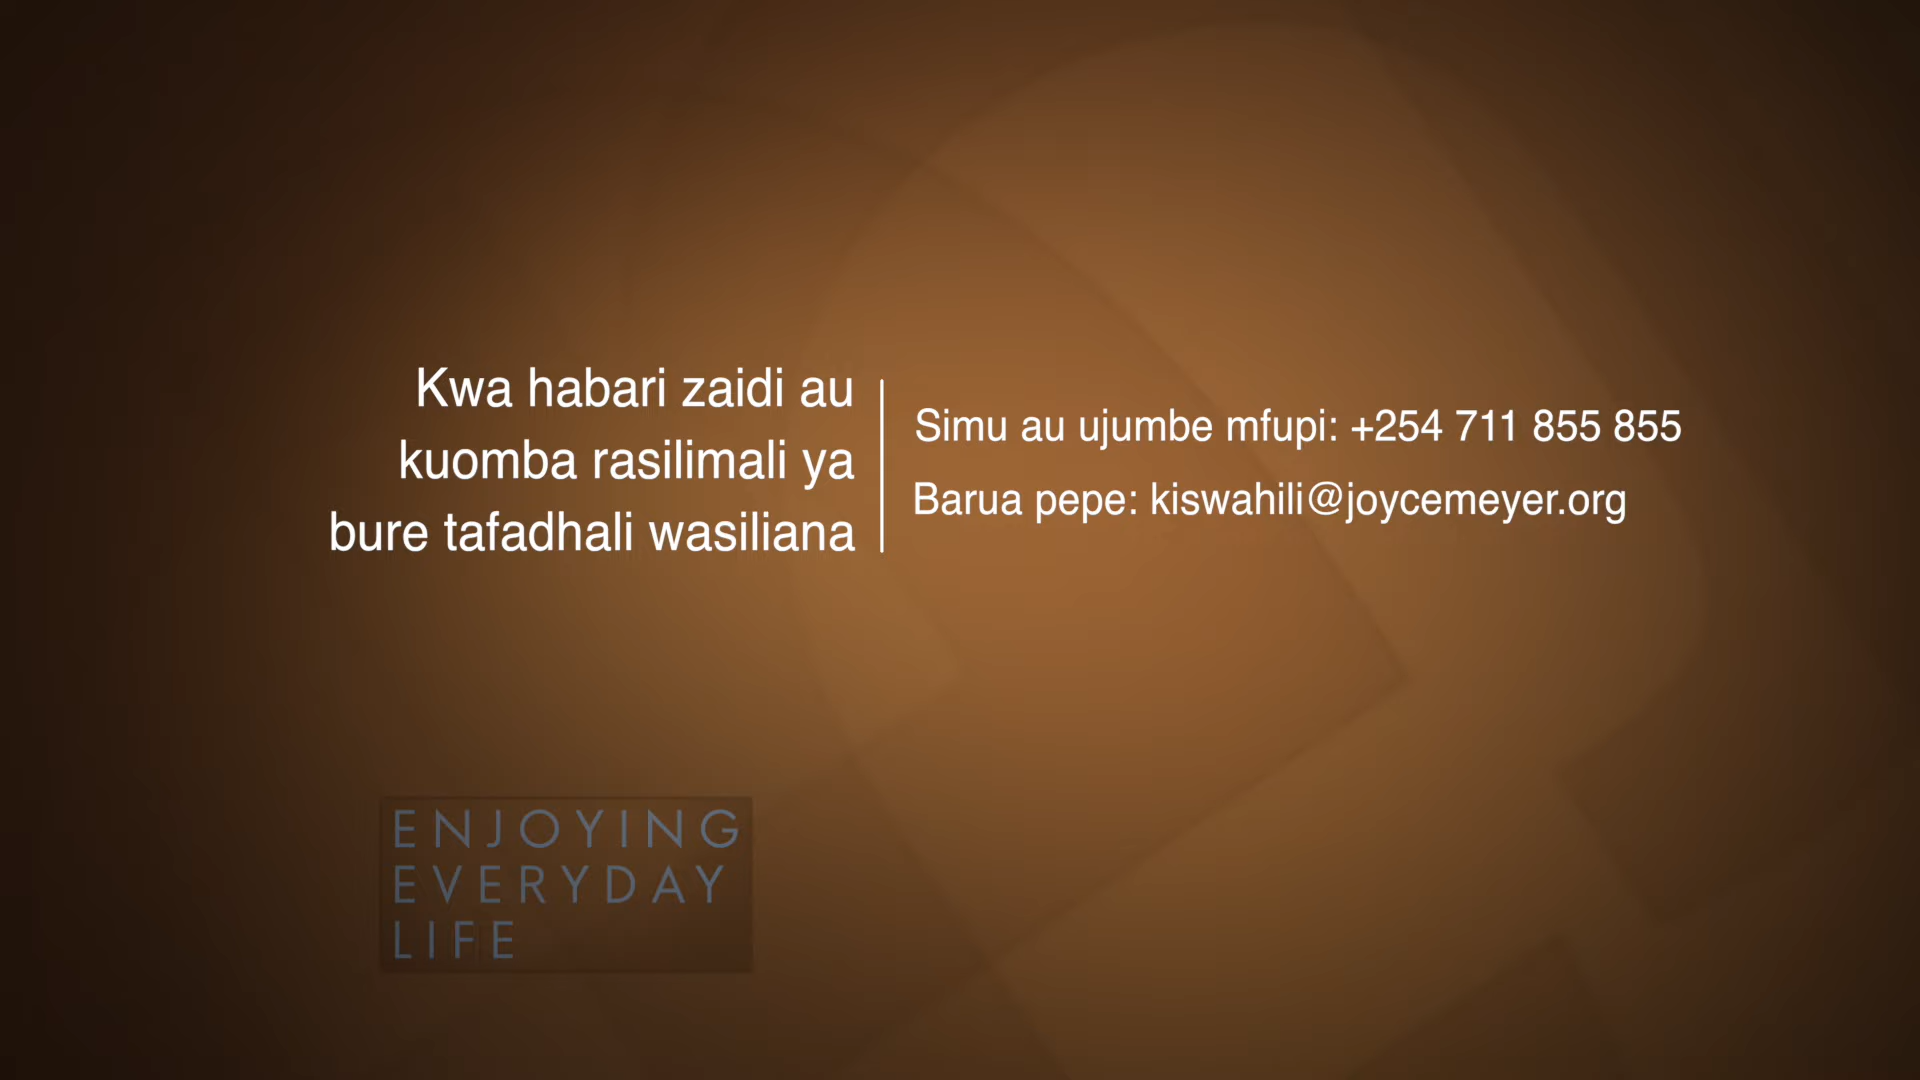 Kwa habari zaidi au
kuomba rasilimali ya
bure tafadhali wasiliana
Simu au ujumbe mfupi: +254 711 855 855
Barua pepe: kiswahili@joycemeyer.org
ENJOYING
EVERYDAY
LIFE